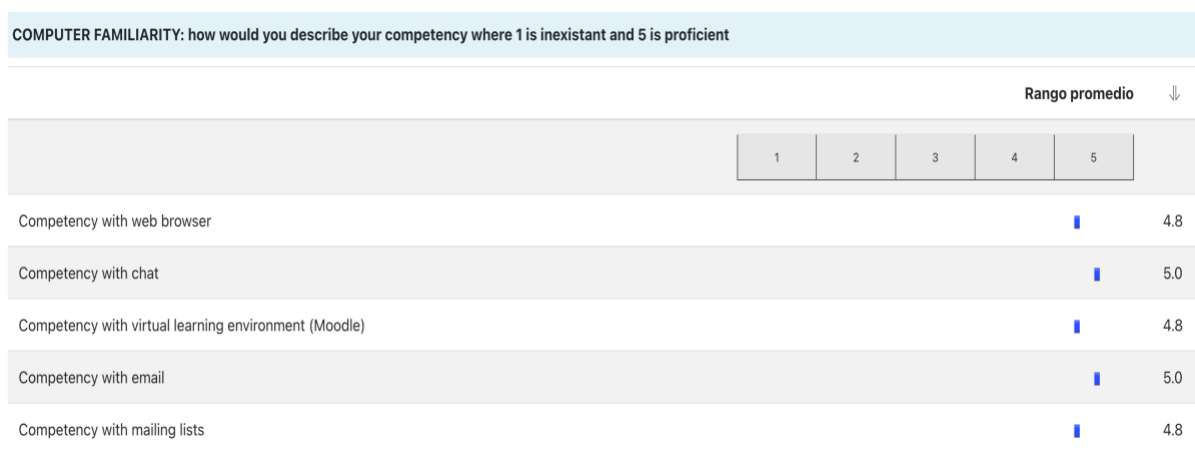 COMPUTER FAMILIARITY: how would you describe your competency where 1 is inexistant and 5 is proficient
Rango promedio ⇓
1 2 3 4 5
Competency with web browser 4.8
Competency with chat 5.0
Competency with virtual learning environment (Moodle) 4.8
Competency with email 5.0
Competency with mailing lists 4.8